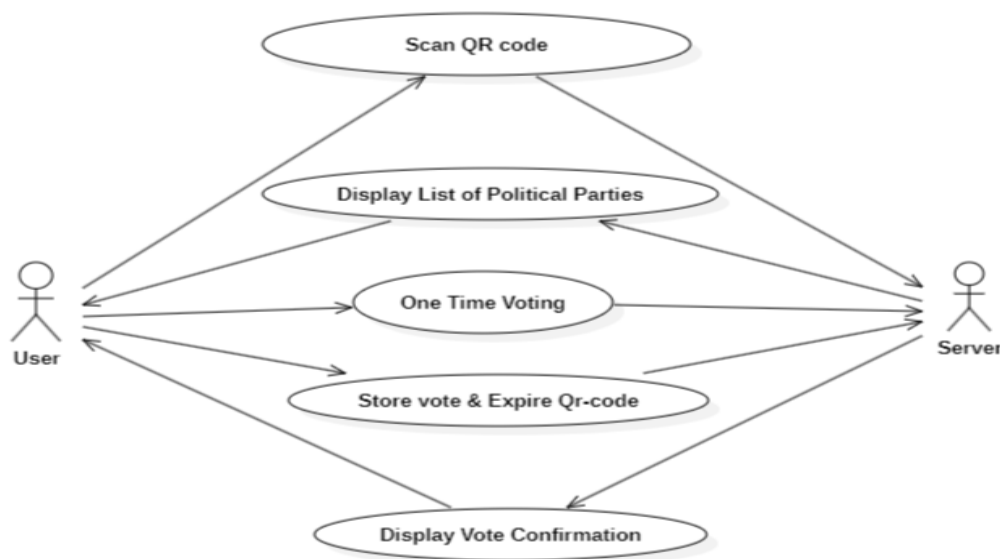 Scan QR code
Display List of Political Parties
One Time Voting
User
Server
Store vote & Expire Qr-code
Display Vote Confirmation